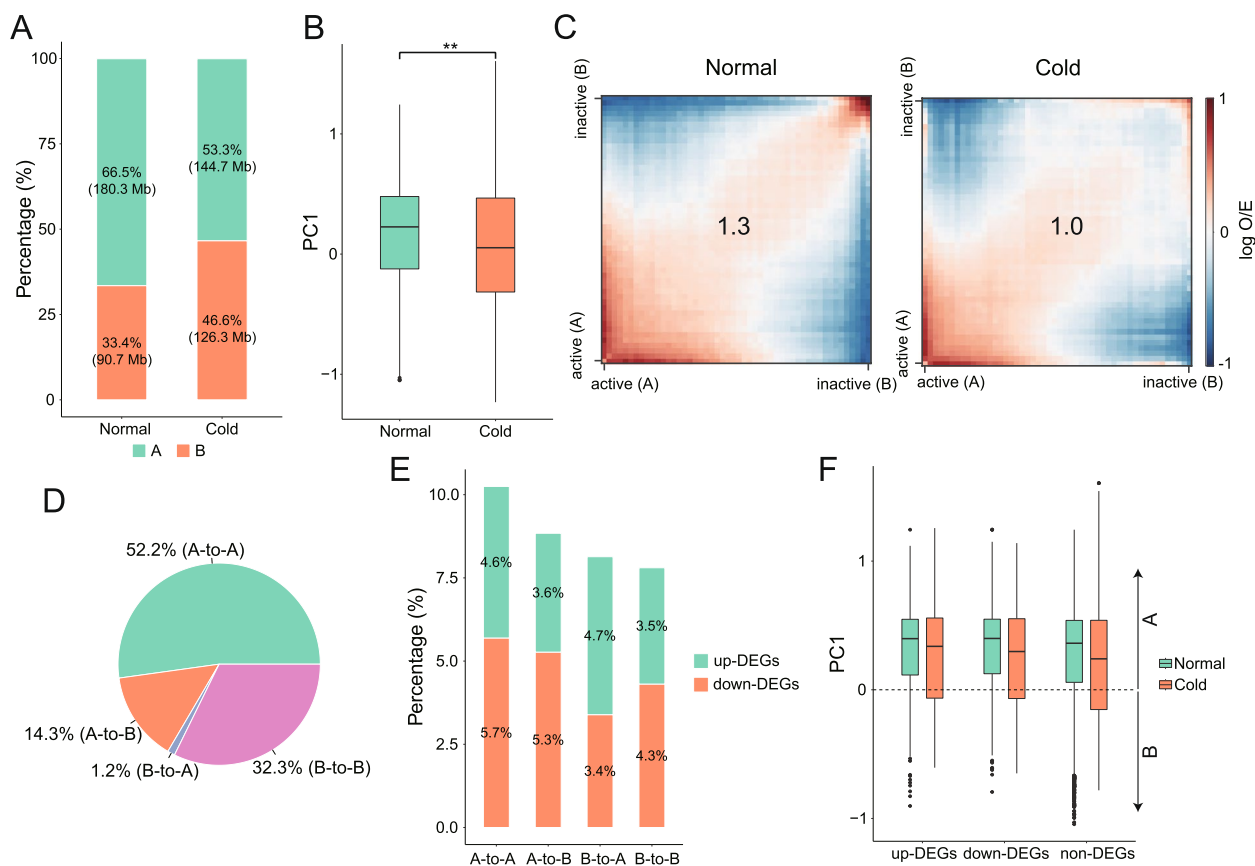 A
Percentage (%)
100
75
50
25
0
66.5%
(180.3 Mb)
33.4%
(90.7 Mb)
53.3%
(144.7 Mb)
46.6%
(126.3 Mb)
Normal
Cold
A
B
B
PC1
1
0
−1
**
Normal
Cold
C
Normal
Cold
inactive (B)
active (A)
1.3
active (A)
inactive (B)
inactive (B)
active (A)
1.0
active (A)
inactive (B)
1
0
-1
log O/E
D
52.2% (A-to-A)
14.3% (A-to-B)
1.2% (B-to-A)
32.3% (B-to-B)
E
Percentage (%)
10.0
7.5
5.0
2.5
0.0
4.6%
5.7%
3.6%
5.3%
4.7%
3.4%
3.5%
4.3%
A-to-A
A-to-B
B-to-A
B-to-B
up-DEGs
down-DEGs
F
PC1
1
0
−1
up-DEGs
down-DEGs
non-DEGs
A
B
Normal
Cold